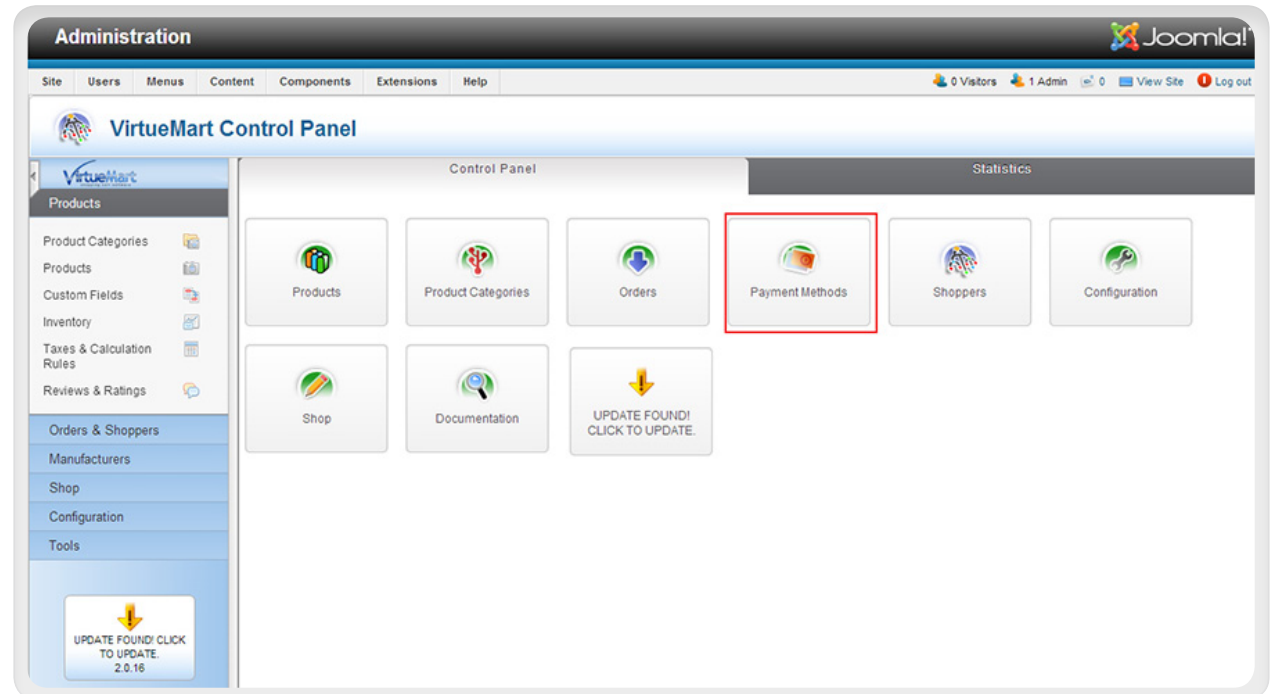 Administration
Joomla!
Site Users Menus Content Components Extensions Help
0 Visitors 1 Admin 0 View Site Log out
VirtueMart Control Panel
VirtueMart
Control Panel
Statistics
Products
Product Categories
Products
Custom Fields
Inventory
Taxes & Calculation
Rules
Reviews & Ratings
Orders & Shoppers
Manufacturers
Shop
Configuration
Tools
UPDATE FOUND! CLICK
TO UPDATE.
2.0.16
Products
Product Categories
Orders
Payment Methods
Shoppers
Configuration
Shop
Documentation
UPDATE FOUND!
CLICK TO UPDATE.